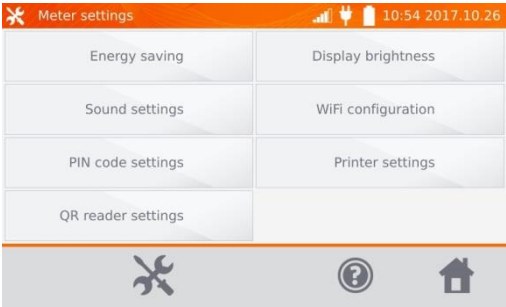 Meter settings 10:54 2017.10.26
Energy saving Display brightness
Sound settings WiFi configuration
PIN code settings Printer settings
QR reader settings
?